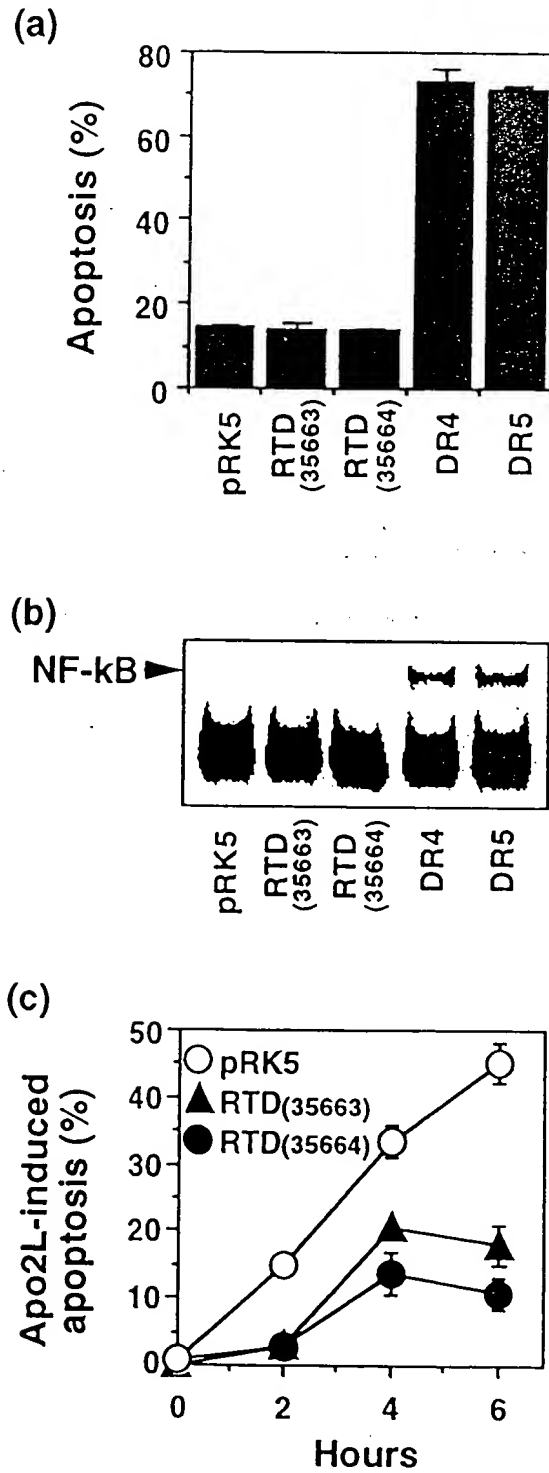 (a)
Apoptosis (%)
80
60
40
20
0
pRK5
RTD
(35663)
RTD
(35664)
DR4
DR5
(b)
NF-kB
pRK5
RTD
(35663)
RTD
(35664)
DR4
DR5
(c)
Apo2L-induced
apoptosis (%)
50
40
30
20
10
0
pRK5
RTD(35663)
RTD(35664)
0 2 4 6
Hours